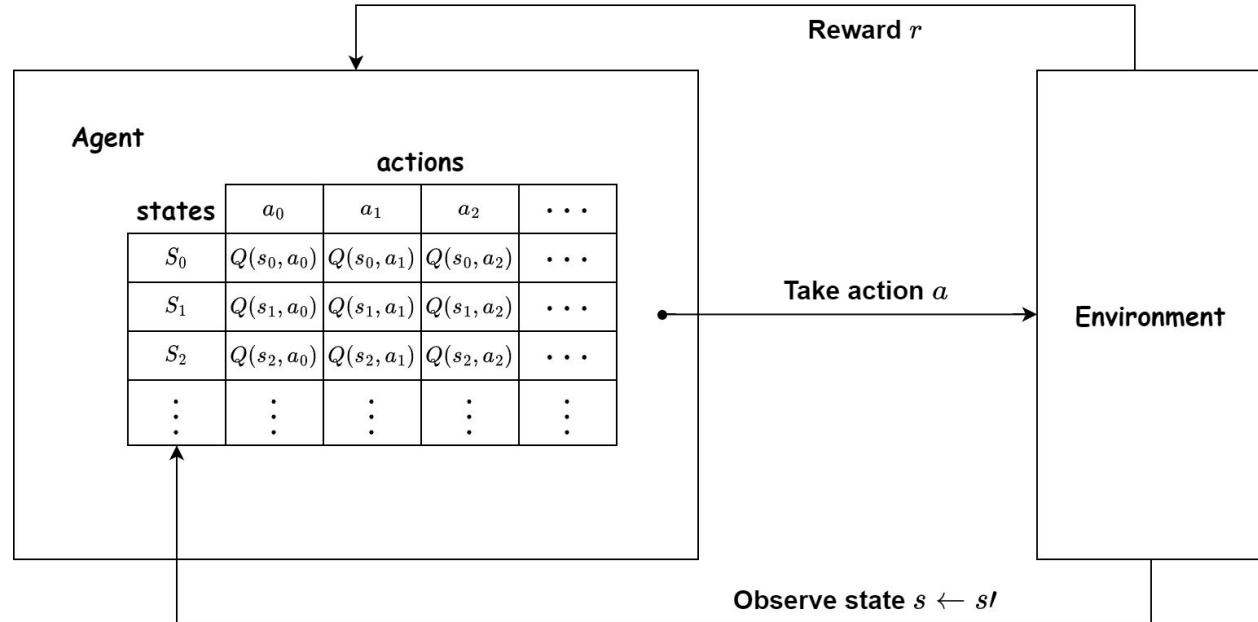 Reward r
Agent
actions
states a₀ a₁ a₂ ...
S₀ Q(s₀, a₀) Q(s₀, a₁) Q(s₀, a₂) ...
S₁ Q(s₁, a₀) Q(s₁, a₁) Q(s₁, a₂) ...
S₂ Q(s₂, a₀) Q(s₂, a₁) Q(s₂, a₂) ...
⋮ ⋮ ⋮ ⋮ ⋮
Take action a
Environment
Observe state s ← s′